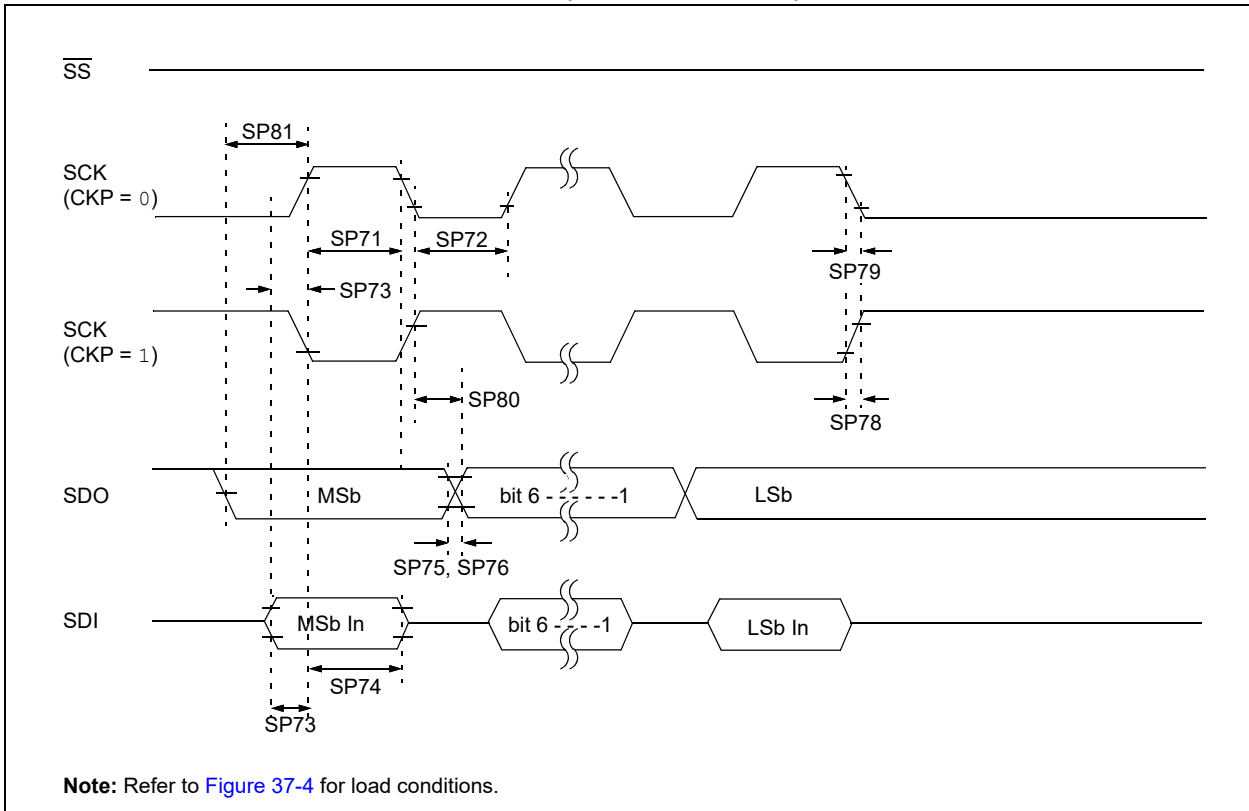 SS
SP81
SCK
(CKP = 0)
SP71
SP72
SP79
SP73
SCK
(CKP = 1)
SP80
SP78
SDO
MSb
bit 6 - - - - - -1
LSb
SP75, SP76
SDI
MSb In
bit 6 - - - -1
LSb In
SP74
SP73
Note: Refer to Figure 37-4 for load conditions.